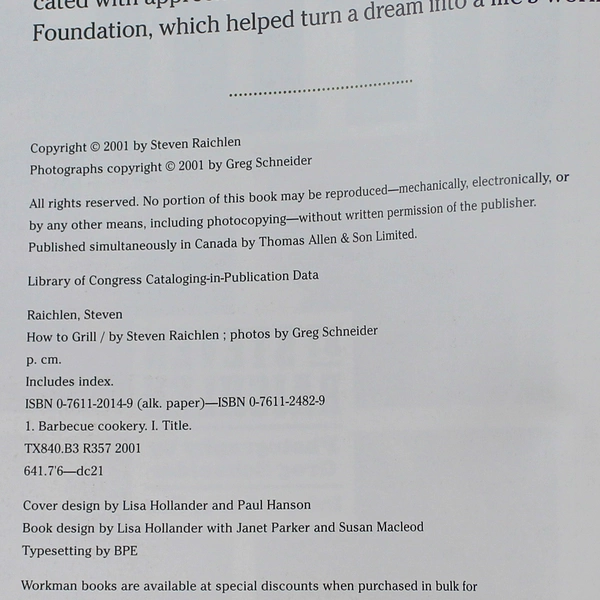 cated with appre
Foundation, which helped turn a dream into a life's work
Copyright © 2001 by Steven Raichlen
Photographs copyright © 2001 by Greg Schneider
All rights reserved. No portion of this book may be reproduced—mechanically, electronically, or
by any other means, including photocopying—without written permission of the publisher.
Published simultaneously in Canada by Thomas Allen & Son Limited.
Library of Congress Cataloging-in-Publication Data
Raichlen, Steven
How to Grill / by Steven Raichlen ; photos by Greg Schneider
p. cm.
Includes index.
ISBN 0-7611-2014-9 (alk. paper)—ISBN 0-7611-2482-9
1. Barbecue cookery. I. Title.
TX840.B3 R357 2001
641.7'6—dc21
Cover design by Lisa Hollander and Paul Hanson
Book design by Lisa Hollander with Janet Parker and Susan Macleod
Typesetting by BPE
Workman books are available at special discounts when purchased in bulk for